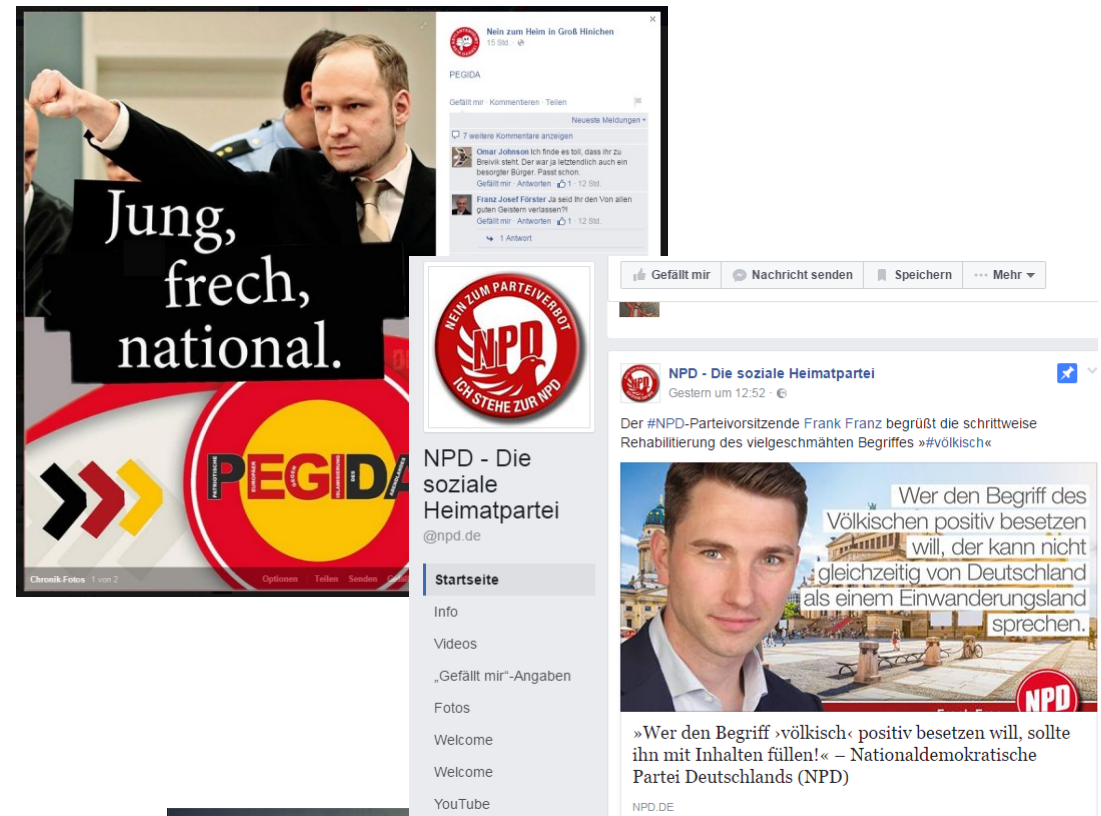 Jung,
frech,
national.
PEGIDA
PATRIOTISCHE
EUROPÄER
GEGEN
ISLAMISIERUNG
DES
ABENDLANDES
Chronik-Fotos 1 von 2
Optionen Teilen Senden
Nein zum Heim in Groß Hinichen
15 Std.
PEGIDA
Gefällt mir · Kommentieren · Teilen
Neueste Meldungen
7 weitere Kommentare anzeigen
Omar Johnson Ich finde es toll, dass ihr zu
Breivik steht. Der war ja letztendlich auch ein
besorgter Bürger. Passt schon.
Gefällt mir · Antworten · 1 · 12 Std.
Franz Josef Förster Ja seid Ihr den Von allen
guten Geistern verlassen?!
Gefällt mir · Antworten · 1 · 12 Std.
1 Antwort
NEIN ZUM PARTEIVERBOT
NPD
ICH STEHE ZUR NPD
NPD - Die
soziale
Heimatpartei
@npd.de
Startseite
Info
Videos
„Gefällt mir“-Angaben
Fotos
Welcome
Welcome
YouTube
Gefällt mir Nachricht senden Speichern ··· Mehr
NPD
NPD - Die soziale Heimatpartei
Gestern um 12:52 ·
Der #NPD-Parteivorsitzende Frank Franz begrüßt die schrittweise
Rehabilitierung des vielgeschmähten Begriffes »#völkisch«
Wer den Begriff des
Völkischen positiv besetzen
will, der kann nicht
gleichzeitig von Deutschland
als einem Einwanderungsland
sprechen.
NPD
»Wer den Begriff ›völkisch‹ positiv besetzen will, sollte
ihn mit Inhalten füllen!« – Nationaldemokratische
Partei Deutschlands (NPD)
NPD.DE